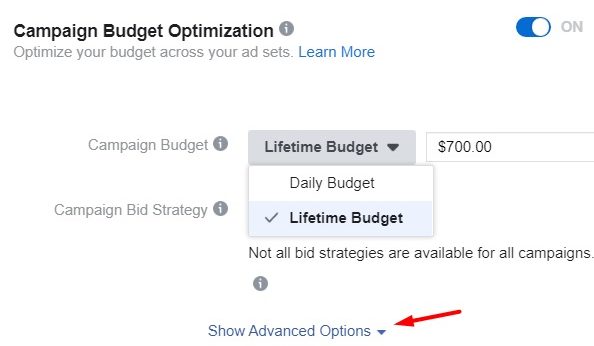 Campaign Budget Optimization
ON
Optimize your budget across your ad sets. Learn More
Campaign Budget
Lifetime Budget
$700.00
Daily Budget
Campaign Bid Strategy
Lifetime Budget
Not all bid strategies are available for all campaigns.
Show Advanced Options